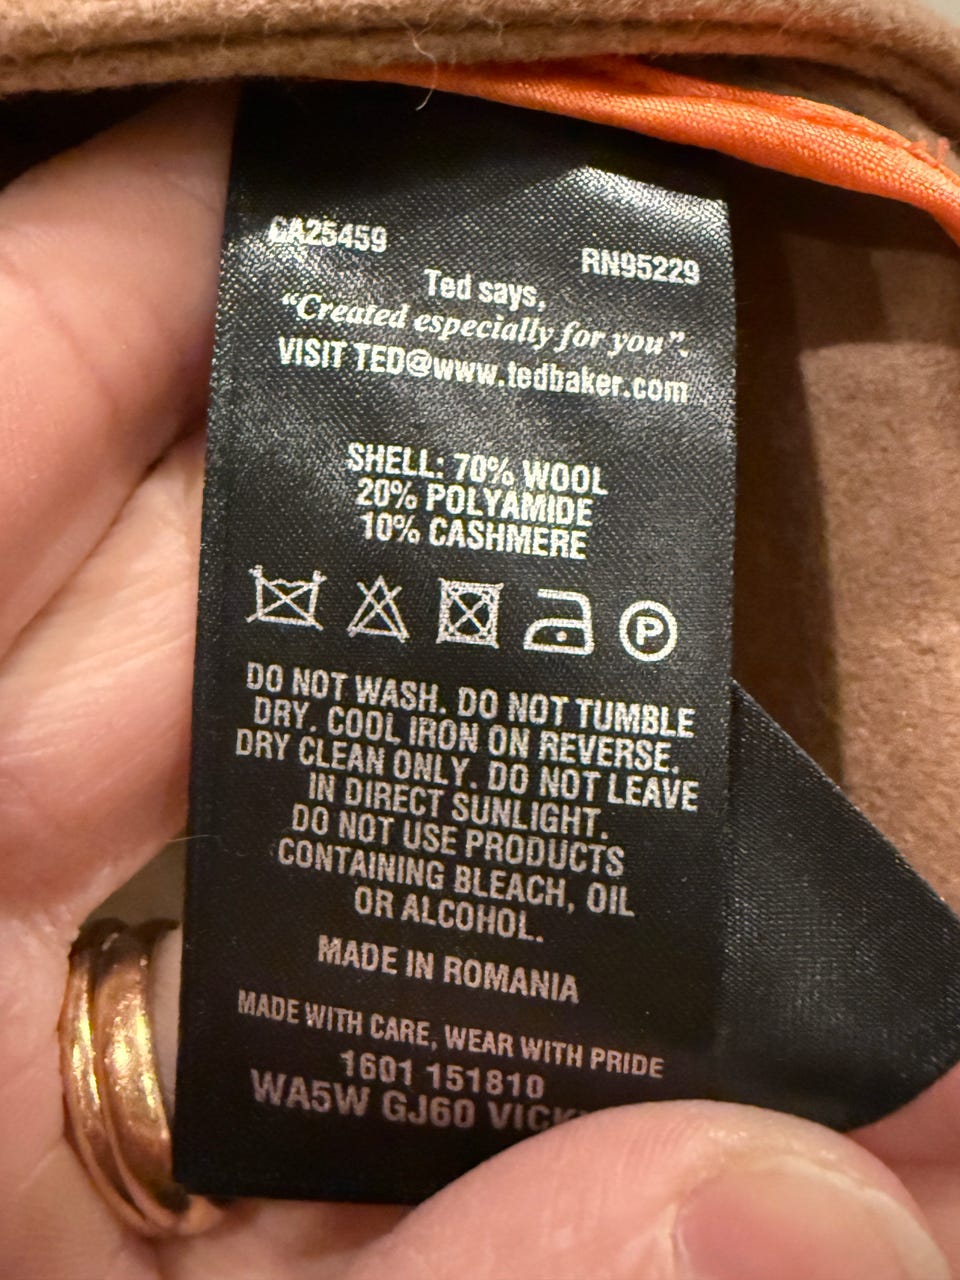 CA25459
RN95229
Ted says,
“Created especially for you”.
VISIT TED@www.tedbaker.com
SHELL: 70% WOOL
20% POLYAMIDE
10% CASHMERE
P
DO NOT WASH. DO NOT TUMBLE
DRY. COOL IRON ON REVERSE.
DRY CLEAN ONLY. DO NOT LEAVE
IN DIRECT SUNLIGHT.
DO NOT USE PRODUCTS
CONTAINING BLEACH, OIL
OR ALCOHOL.
MADE IN ROMANIA
MADE WITH CARE, WEAR WITH PRIDE
1601 151810
WA5W GJ60